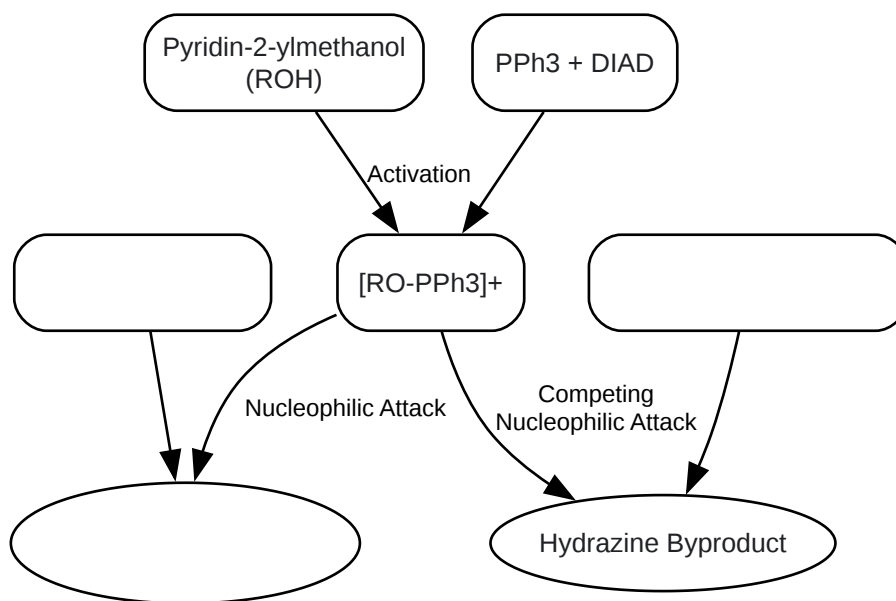 Pyridin-2-ylmethanol
(ROH)
PPh3 + DIAD
Activation
[RO-PPh3]+
Nucleophilic Attack
Competing
Nucleophilic Attack
Hydrazine Byproduct